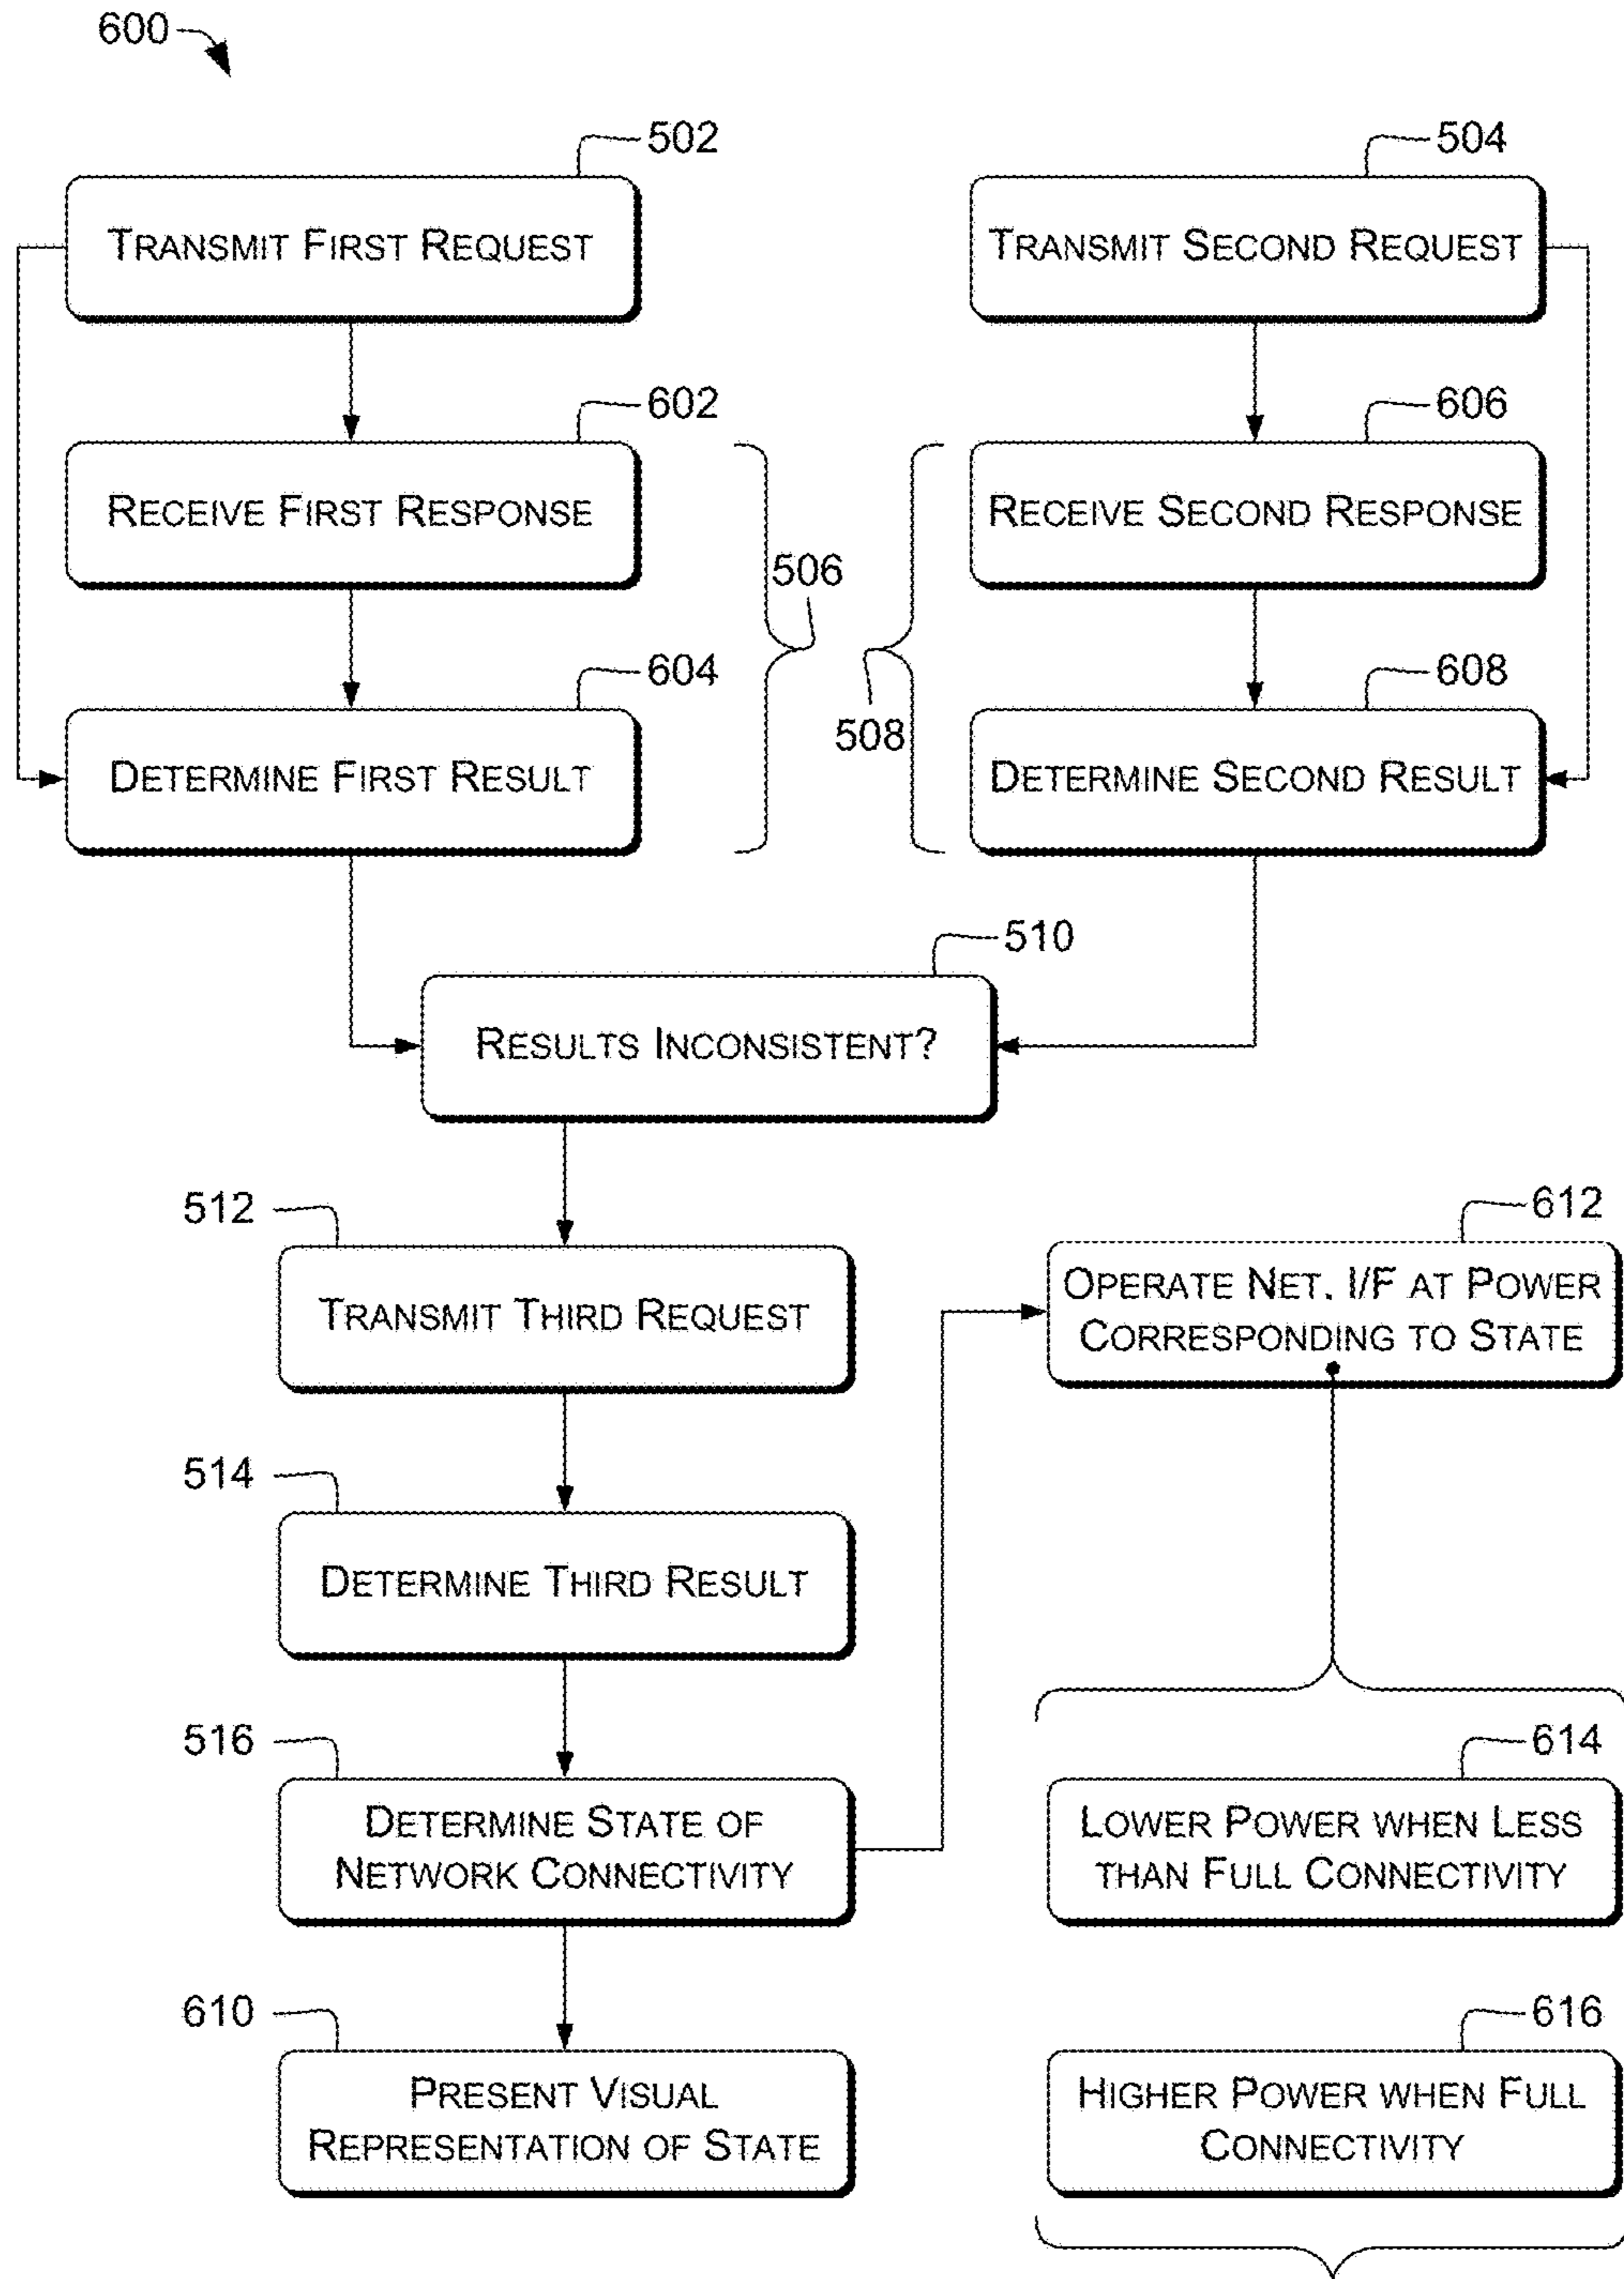 600
502
TRANSMIT FIRST REQUEST
504
TRANSMIT SECOND REQUEST
602
RECEIVE FIRST RESPONSE
606
RECEIVE SECOND RESPONSE
506
508
604
DETERMINE FIRST RESULT
608
DETERMINE SECOND RESULT
510
RESULTS INCONSISTENT?
512
TRANSMIT THIRD REQUEST
612
OPERATE NET. I/F AT POWER
CORRESPONDING TO STATE
514
DETERMINE THIRD RESULT
516
DETERMINE STATE OF
NETWORK CONNECTIVITY
614
LOWER POWER WHEN LESS
THAN FULL CONNECTIVITY
610
PRESENT VISUAL
REPRESENTATION OF STATE
616
HIGHER POWER WHEN FULL
CONNECTIVITY